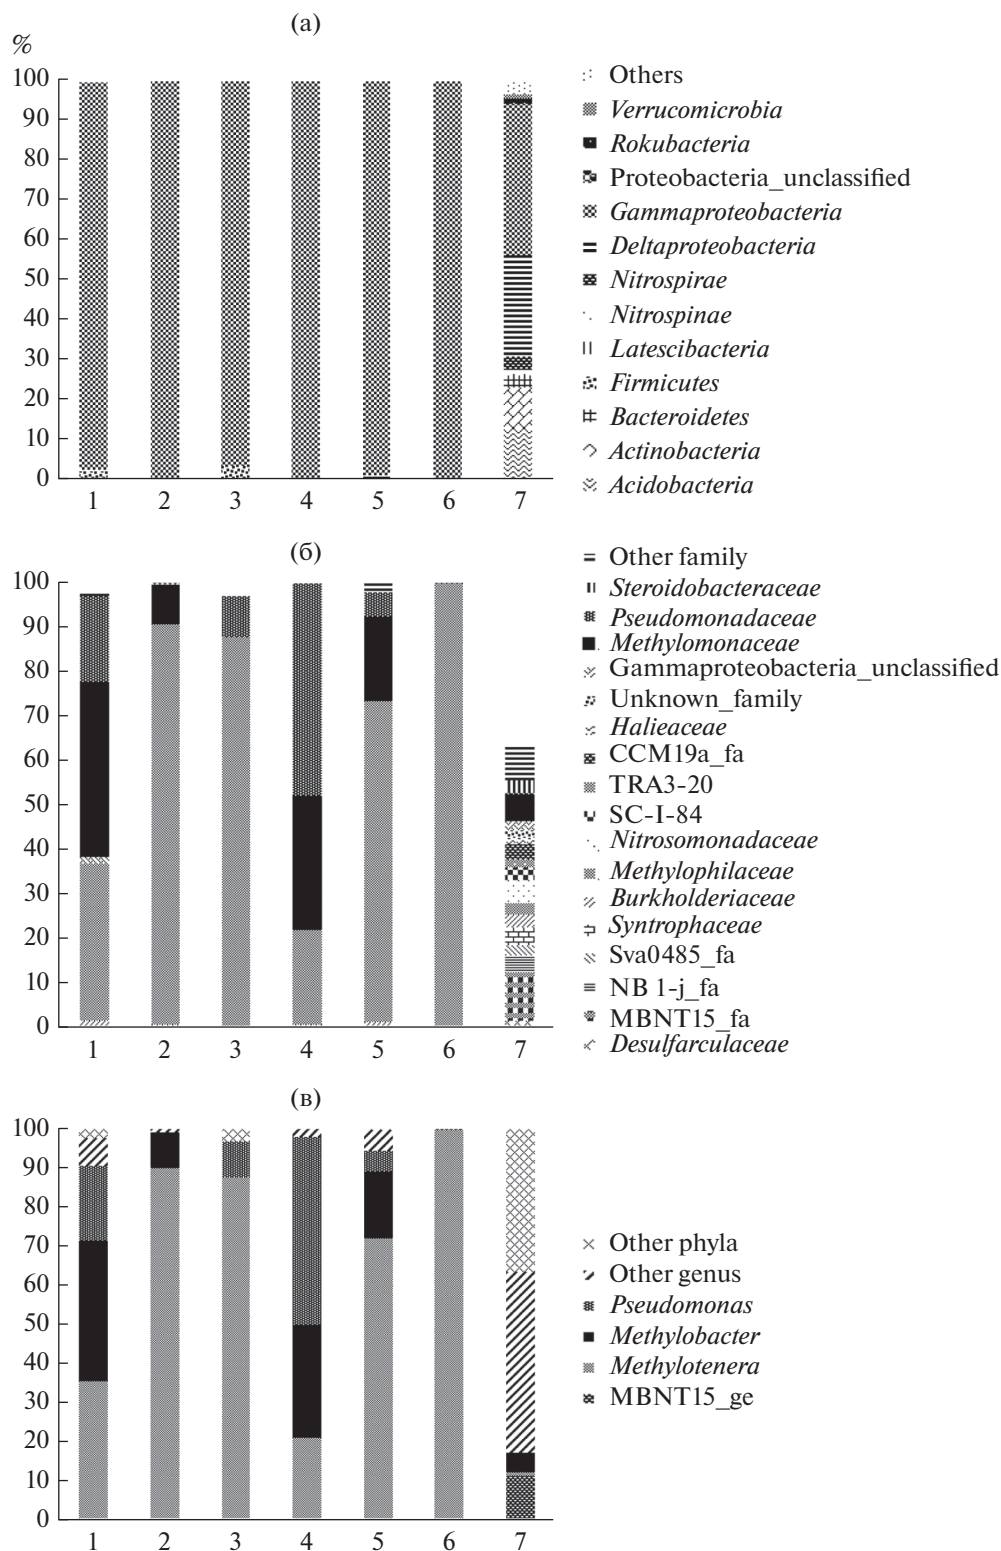 (а)
%
100
90
80
70
60
50
40
30
20
10
0
1 2 3 4 5 6 7
Others
Verrucomicrobia
Rokubacteria
Proteobacteria_unclassified
Gammaproteobacteria
Deltaproteobacteria
Nitrospirae
Nitrospinae
Latescibacteria
Firmicutes
Bacteroidetes
Actinobacteria
Acidobacteria
(б)
100
90
80
70
60
50
40
30
20
10
0
1 2 3 4 5 6 7
Other family
Steroidobacteraceae
Pseudomonadaceae
Methylomonaceae
Gammaproteobacteria_unclassified
Unknown_family
Halieaceae
CCM19a_fa
TRA3-20
SC-I-84
Nitrosomonadaceae
Methylophilaceae
Burkholderiaceae
Syntrophaceae
Sva0485_fa
NB 1-j_fa
MBNT15_fa
Desulfarculaceae
(в)
100
90
80
70
60
50
40
30
20
10
0
1 2 3 4 5 6 7
Other phyla
Other genus
Pseudomonas
Methylobacter
Methylotenera
MBNT15_ge